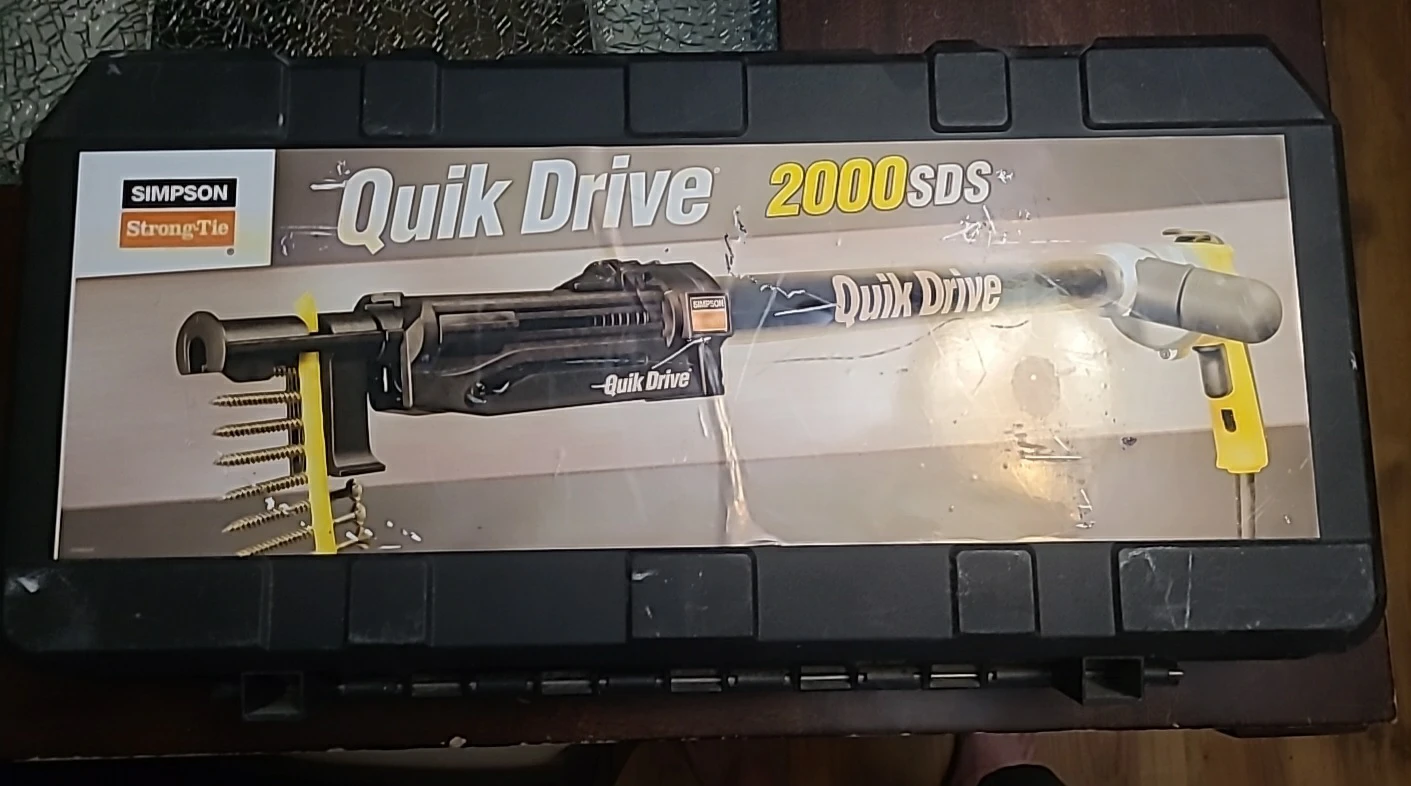 SIMPSON
Strong-Tie
®
Quik Drive®
2000SDS
Quik Drive
SIMPSON
Quik Drive